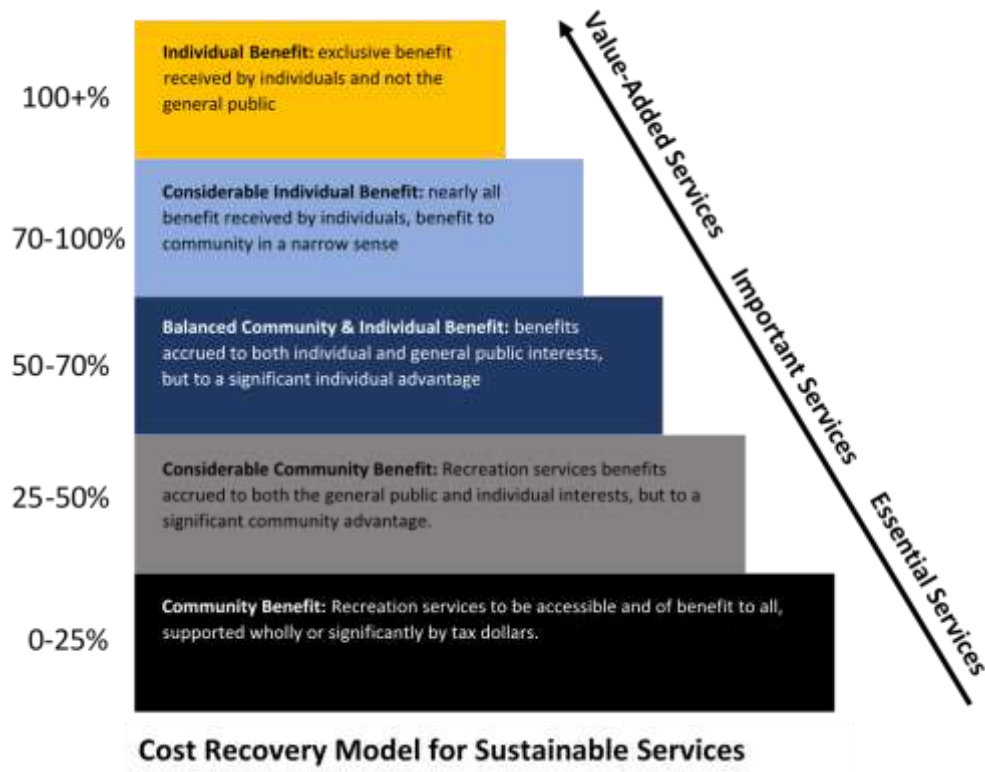 100+%
Individual Benefit: exclusive benefit
received by individuals and not the
general public
70-100%
Considerable Individual Benefit: nearly all
benefit received by individuals, benefit to
community in a narrow sense
50-70%
Balanced Community & Individual Benefit: benefits
accrued to both individual and general public interests,
but to a significant individual advantage
25-50%
Considerable Community Benefit: Recreation services benefits
accrued to both the general public and individual interests, but to a
significant community advantage.
0-25%
Community Benefit: Recreation services to be accessible and of benefit to all,
supported wholly or significantly by tax dollars.
Value-Added Services
Important Services
Essential Services
Cost Recovery Model for Sustainable Services